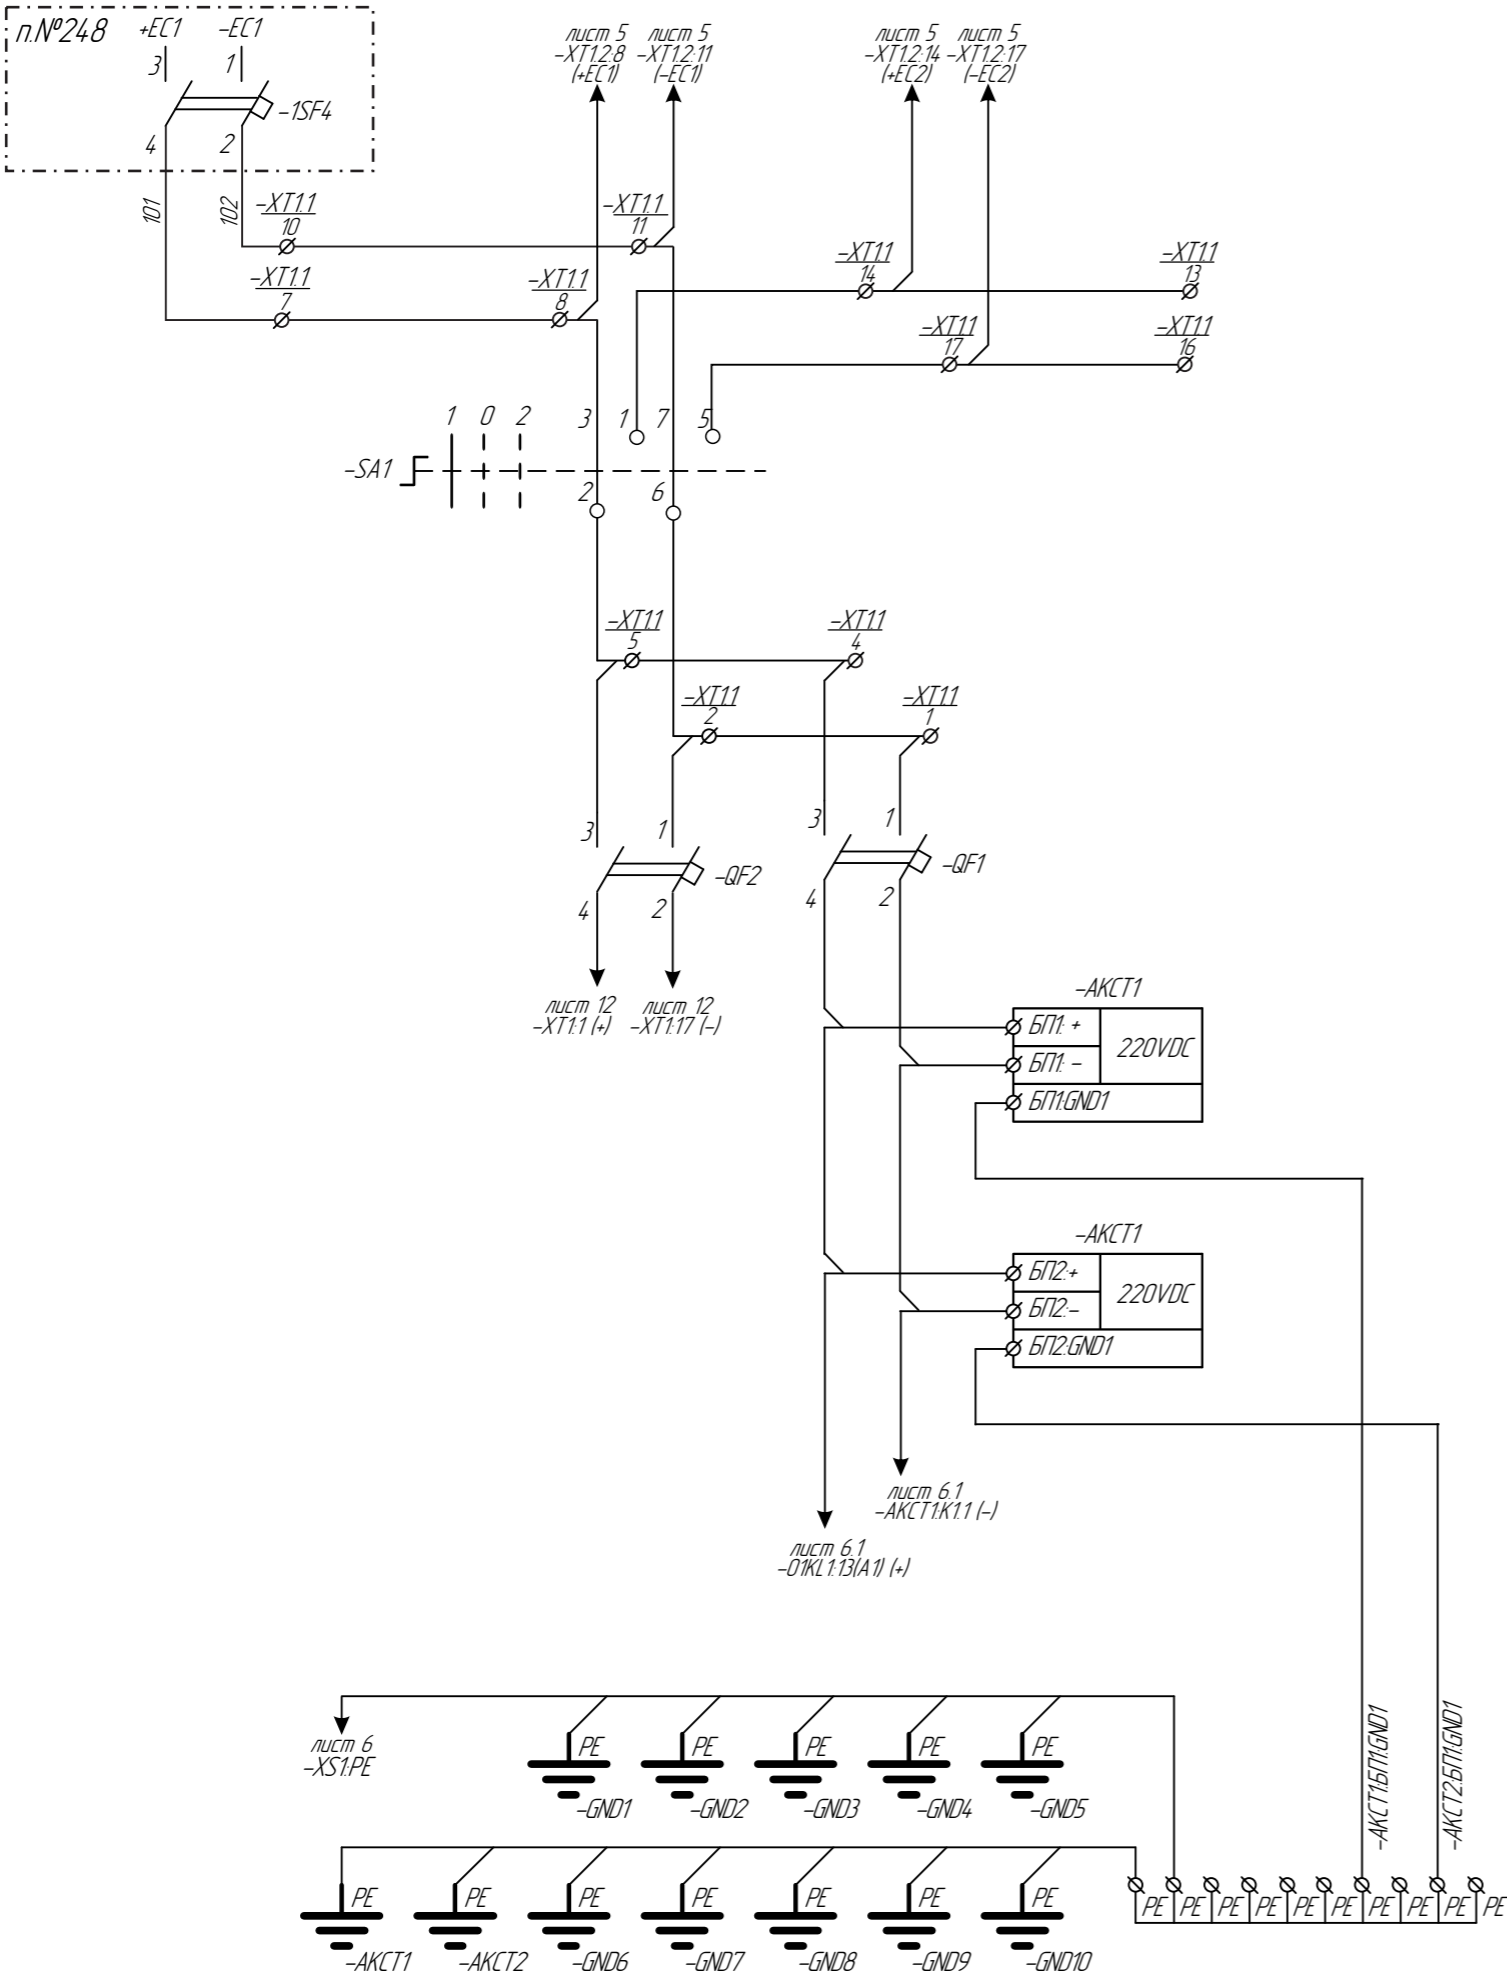 п.№248
+EC1 -EC1
3 1
-1SF4
4 2
101 102
лист 5
-XT1.2:8
(+EC1)
лист 5
-XT1.2:11
(-EC1)
лист 5
-XT1.2:14
(+EC2)
лист 5
-XT1.2:17
(-EC2)
-XT1.1
10
-XT1.1
11
-XT1.1
7
-XT1.1
8
-XT1.1
14
-XT1.1
13
-XT1.1
17
-XT1.1
16
1 0 2
3 1 7 5
-SA1
2 6
-XT1.1
5
-XT1.1
4
-XT1.1
2
-XT1.1
1
3 1
-QF2
4 2
3 1
-QF1
4 2
лист 12
-XT1:1 (+)
лист 12
-XT1:17 (-)
-АКСТ1
БП1: +
БП1: -
220VDC
БП1:GND1
-АКСТ1
БП2:+
БП2:-
220VDC
БП2:GND1
лист 6.1
-АКСТ1:K1.1 (-)
лист 6.1
-01KL1:13(A1) (+)
лист 6
-XS1:PE
PE PE PE PE PE
-GND1 -GND2 -GND3 -GND4 -GND5
-АКСТ1:БП1:GND1
-АКСТ2:БП1:GND1
PE PE PE PE PE PE PE
-АКСТ1 -АКСТ2 -GND6 -GND7 -GND8 -GND9 -GND10
PE PE PE PE PE PE PE PE PE PE